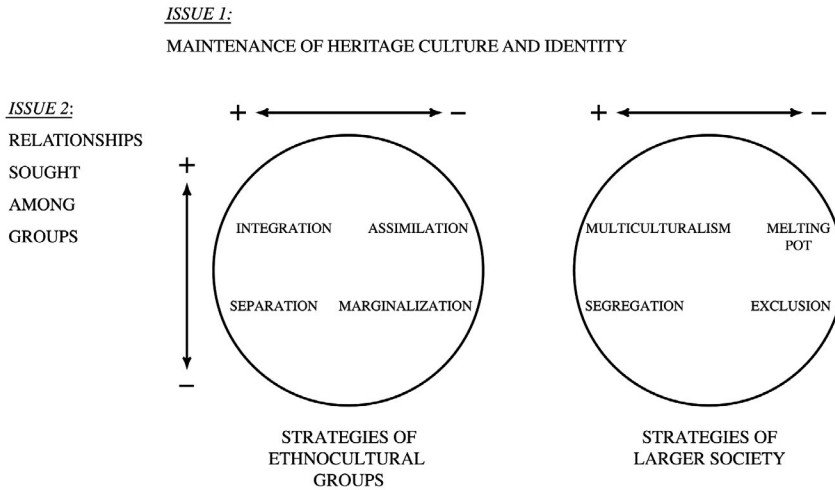 ISSUE 1:
MAINTENANCE OF HERITAGE CULTURE AND IDENTITY
ISSUE 2:
RELATIONSHIPS
SOUGHT
AMONG
GROUPS
+ −
+ −
+
−
INTEGRATION ASSIMILATION
SEPARATION MARGINALIZATION
MULTICULTURALISM MELTING
POT
SEGREGATION EXCLUSION
STRATEGIES OF
ETHNOCULTURAL
GROUPS
STRATEGIES OF
LARGER SOCIETY